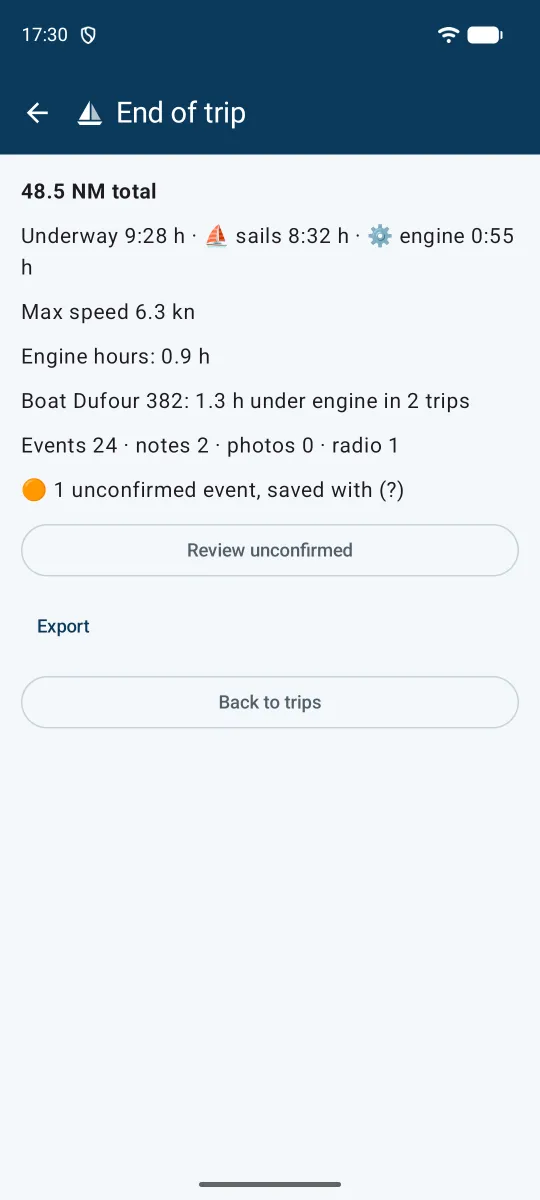 17:30
End of trip
48.5 NM total
Underway 9:28 h · ⛵ sails 8:32 h · ⚙️ engine 0:55
h
Max speed 6.3 kn
Engine hours: 0.9 h
Boat Dufour 382: 1.3 h under engine in 2 trips
Events 24 · notes 2 · photos 0 · radio 1
🟠 1 unconfirmed event, saved with (?)
Review unconfirmed
Export
Back to trips